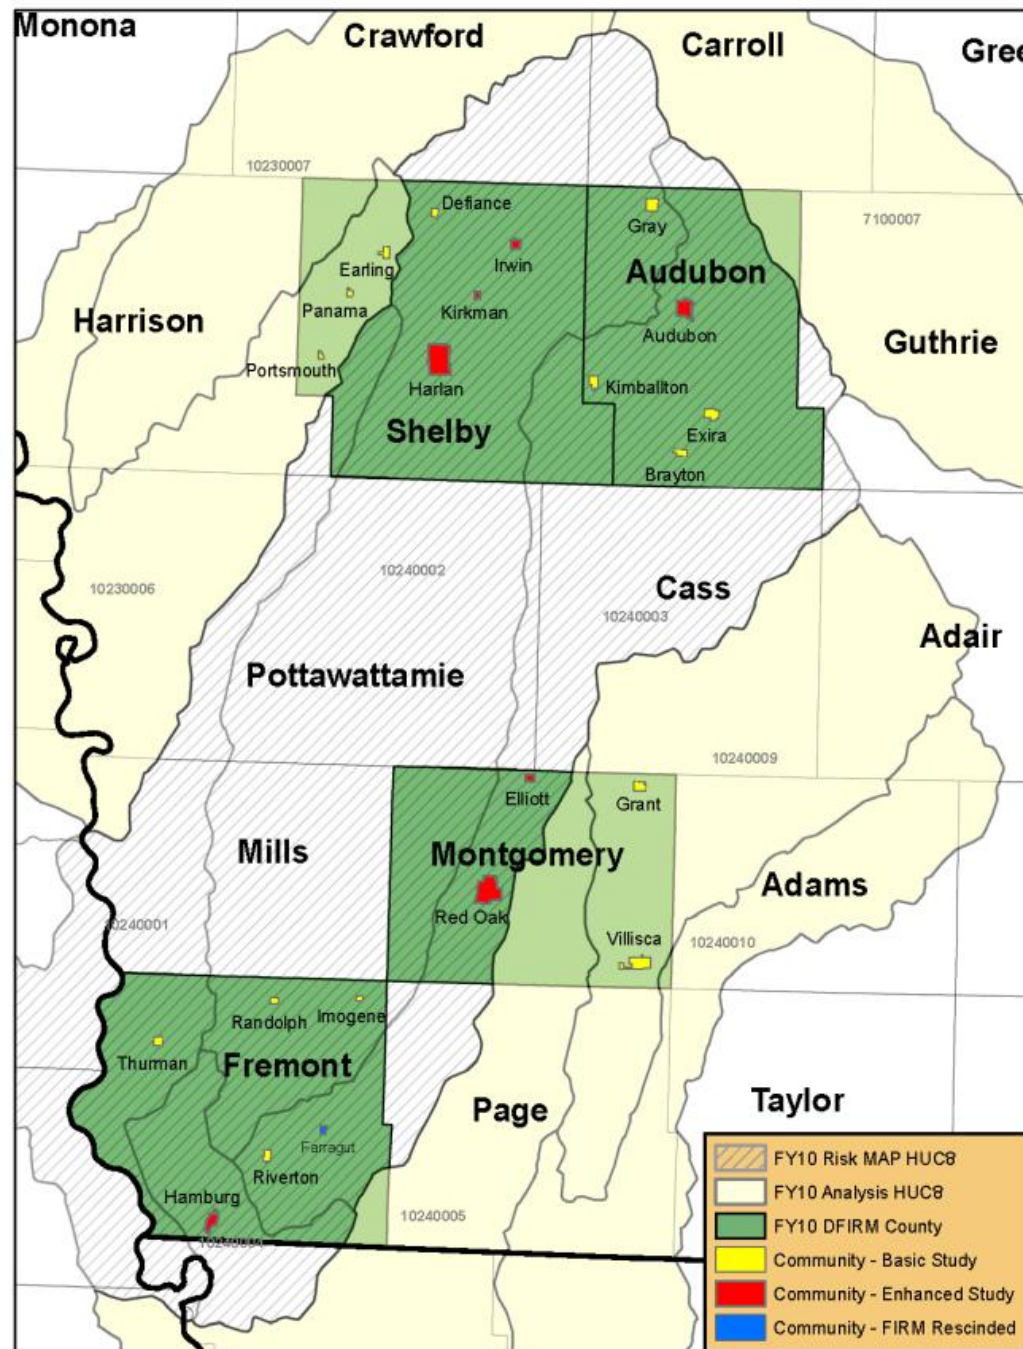 Monona
Crawford
Carroll
Gree
10230007
7100007
Defiance
Gray
Earling
Irwin
Audubon
Panama
Kirkman
Harrison
Audubon
Guthrie
Portsmouth
Harlan
Kimballton
Shelby
Exira
Brayton
10240002
10230006
Cass
10240003
Adair
Pottawattamie
10240009
Elliott
Grant
Mills
Montgomery
Adams
Red Oak
10240001
Villisca
10240010
Randolph
Imogene
Thurman
Fremont
Page
Taylor
Farragut
Riverton
Hamburg
10240005
10240004
FY10 Risk MAP HUC8
FY10 Analysis HUC8
FY10 DFIRM County
Community - Basic Study
Community - Enhanced Study
Community - FIRM Rescinded